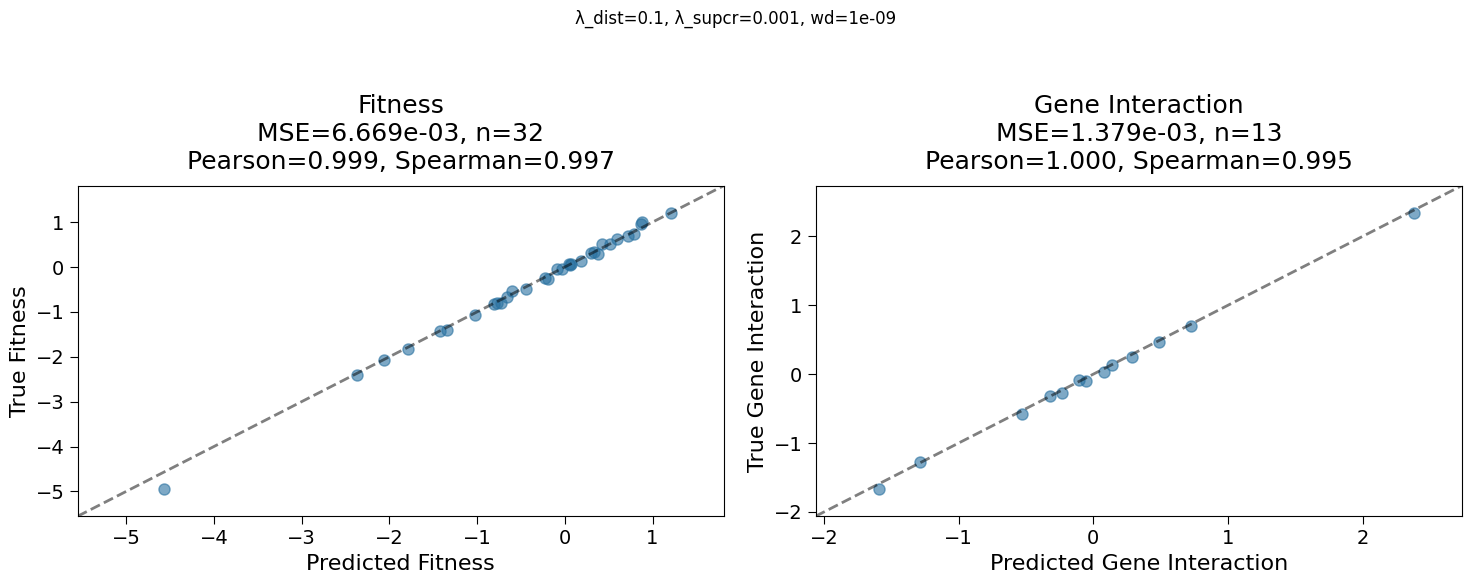 λ_dist=0.1, λ_supcr=0.001, wd=1e-09
Fitness
MSE=6.669e-03, n=32
Pearson=0.999, Spearman=0.997
1
0
−1
−2
−3
−4
−5
True Fitness
−5 −4 −3 −2 −1 0 1
Predicted Fitness
Gene Interaction
MSE=1.379e-03, n=13
Pearson=1.000, Spearman=0.995
2
1
0
−1
−2
True Gene Interaction
−2 −1 0 1 2
Predicted Gene Interaction